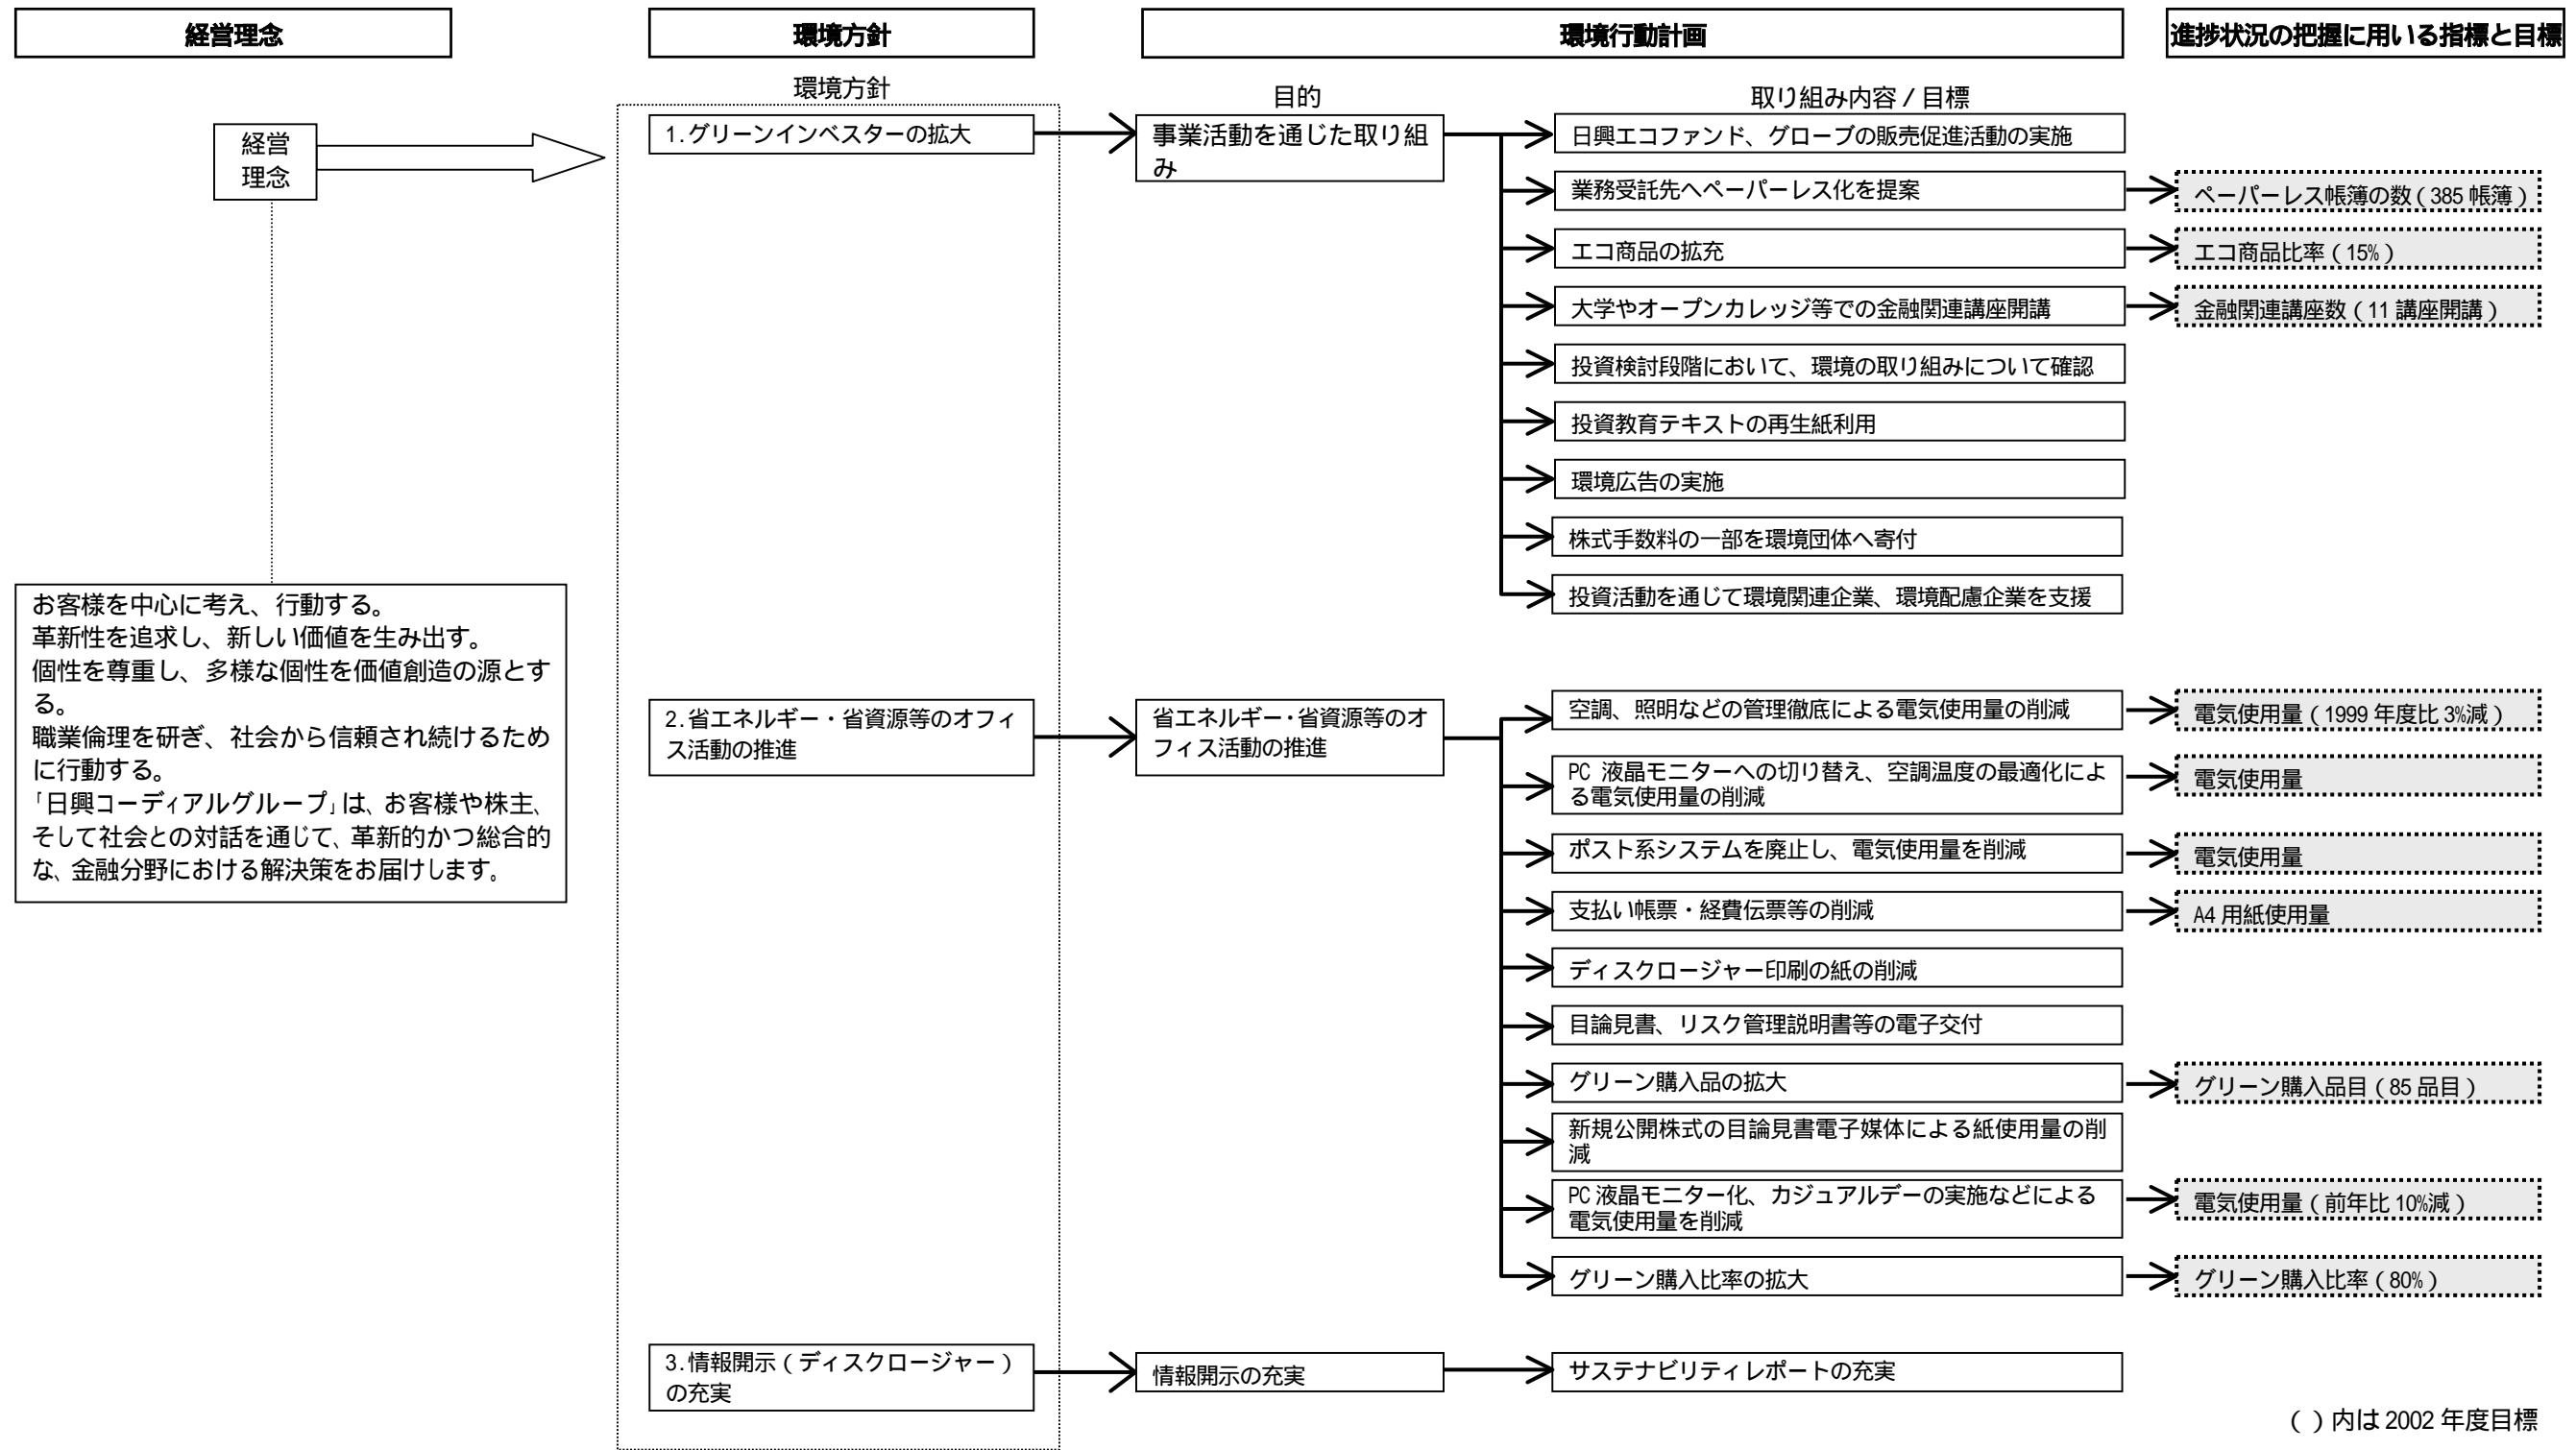 経営理念
環境方針
環境行動計画
進捗状況の把握に用いる指標と目標
環境方針
目的
取り組み内容 / 目標
経営
理念
お客様を中心に考え、行動する。
革新性を追求し、新しい価値を生み出す。
個性を尊重し、多様な個性を価値創造の源とす
る。
職業倫理を研ぎ、社会から信頼され続けるため
に行動する。
「日興コーディアルグループ」は、お客様や株主、
そして社会との対話を通じて、革新的かつ総合的
な、金融分野における解決策をお届けします。
1.グリーンインベスターの拡大
事業活動を通じた取り組
み
日興エコファンド、グローブの販売促進活動の実施
業務受託先へペーパーレス化を提案
ペーパーレス帳簿の数(385 帳簿)
エコ商品の拡充
エコ商品比率(15%)
大学やオープンカレッジ等での金融関連講座開講
金融関連講座数(11 講座開講)
投資検討段階において、環境の取り組みについて確認
投資教育テキストの再生紙利用
環境広告の実施
株式手数料の一部を環境団体へ寄付
投資活動を通じて環境関連企業、環境配慮企業を支援
2.省エネルギー・省資源等のオフィ
ス活動の推進
省エネルギー・省資源等のオ
フィス活動の推進
空調、照明などの管理徹底による電気使用量の削減
電気使用量(1999 年度比 3%減)
PC 液晶モニターへの切り替え、空調温度の最適化によ
る電気使用量の削減
電気使用量
ポスト系システムを廃止し、電気使用量を削減
電気使用量
支払い帳票・経費伝票等の削減
A4 用紙使用量
ディスクロージャー印刷の紙の削減
目論見書、リスク管理説明書等の電子交付
グリーン購入品の拡大
グリーン購入品目(85 品目)
新規公開株式の目論見書電子媒体による紙使用量の削
減
PC 液晶モニター化、カジュアルデーの実施などによる
電気使用量を削減
電気使用量(前年比 10%減)
グリーン購入比率の拡大
グリーン購入比率(80%)
3.情報開示(ディスクロージャー)
の充実
情報開示の充実
サステナビリティレポートの充実
( )内は 2002 年度目標